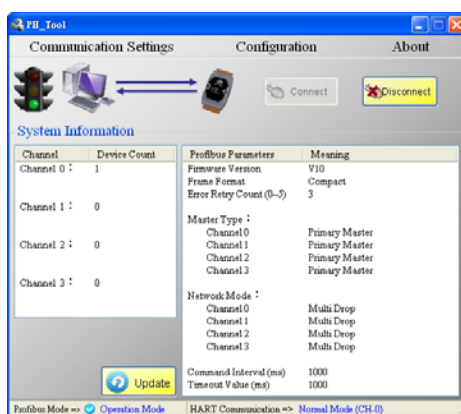 PH_Tool
Communication Settings Configuration About
Connect Disconnect
System Information
Channel Device Count
Channel 0 : 1
Channel 1 : 0
Channel 2 : 0
Channel 3 : 0
Update
Profibus Parameters Meaning
Firmware Version V10
Frame Format Compact
Error Retry Count (0~5) 3
Master Type :
Channel 0 Primary Master
Channel 1 Primary Master
Channel 2 Primary Master
Channel 3 Primary Master
Network Mode :
Channel 0 Multi Drop
Channel 1 Multi Drop
Channel 2 Multi Drop
Channel 3 Multi Drop
Command Interval (ms) 1000
Timeout Value (ms) 1000
Profibus Mode => Operation Mode HART Communication => Normal Mode (CH-0)